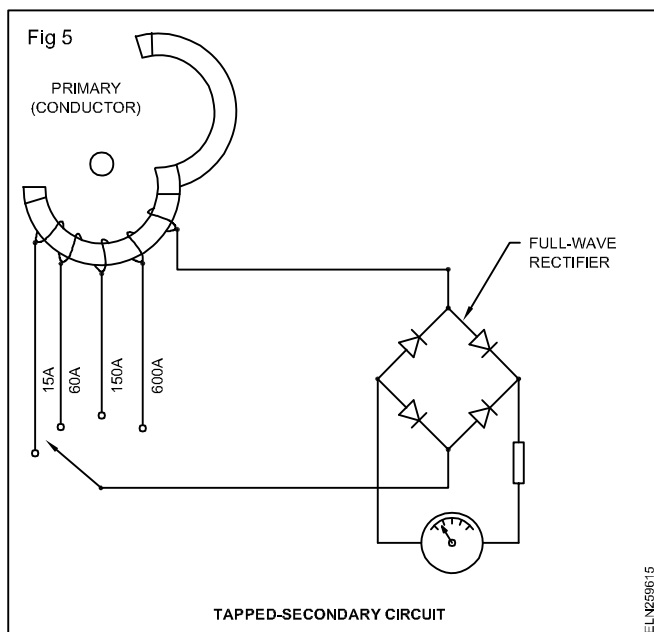 Fig 5
PRIMARY
(CONDUCTOR)
FULL-WAVE
RECTIFIER
15A
60A
150A
600A
TAPPED-SECONDARY CIRCUIT
ELN259615